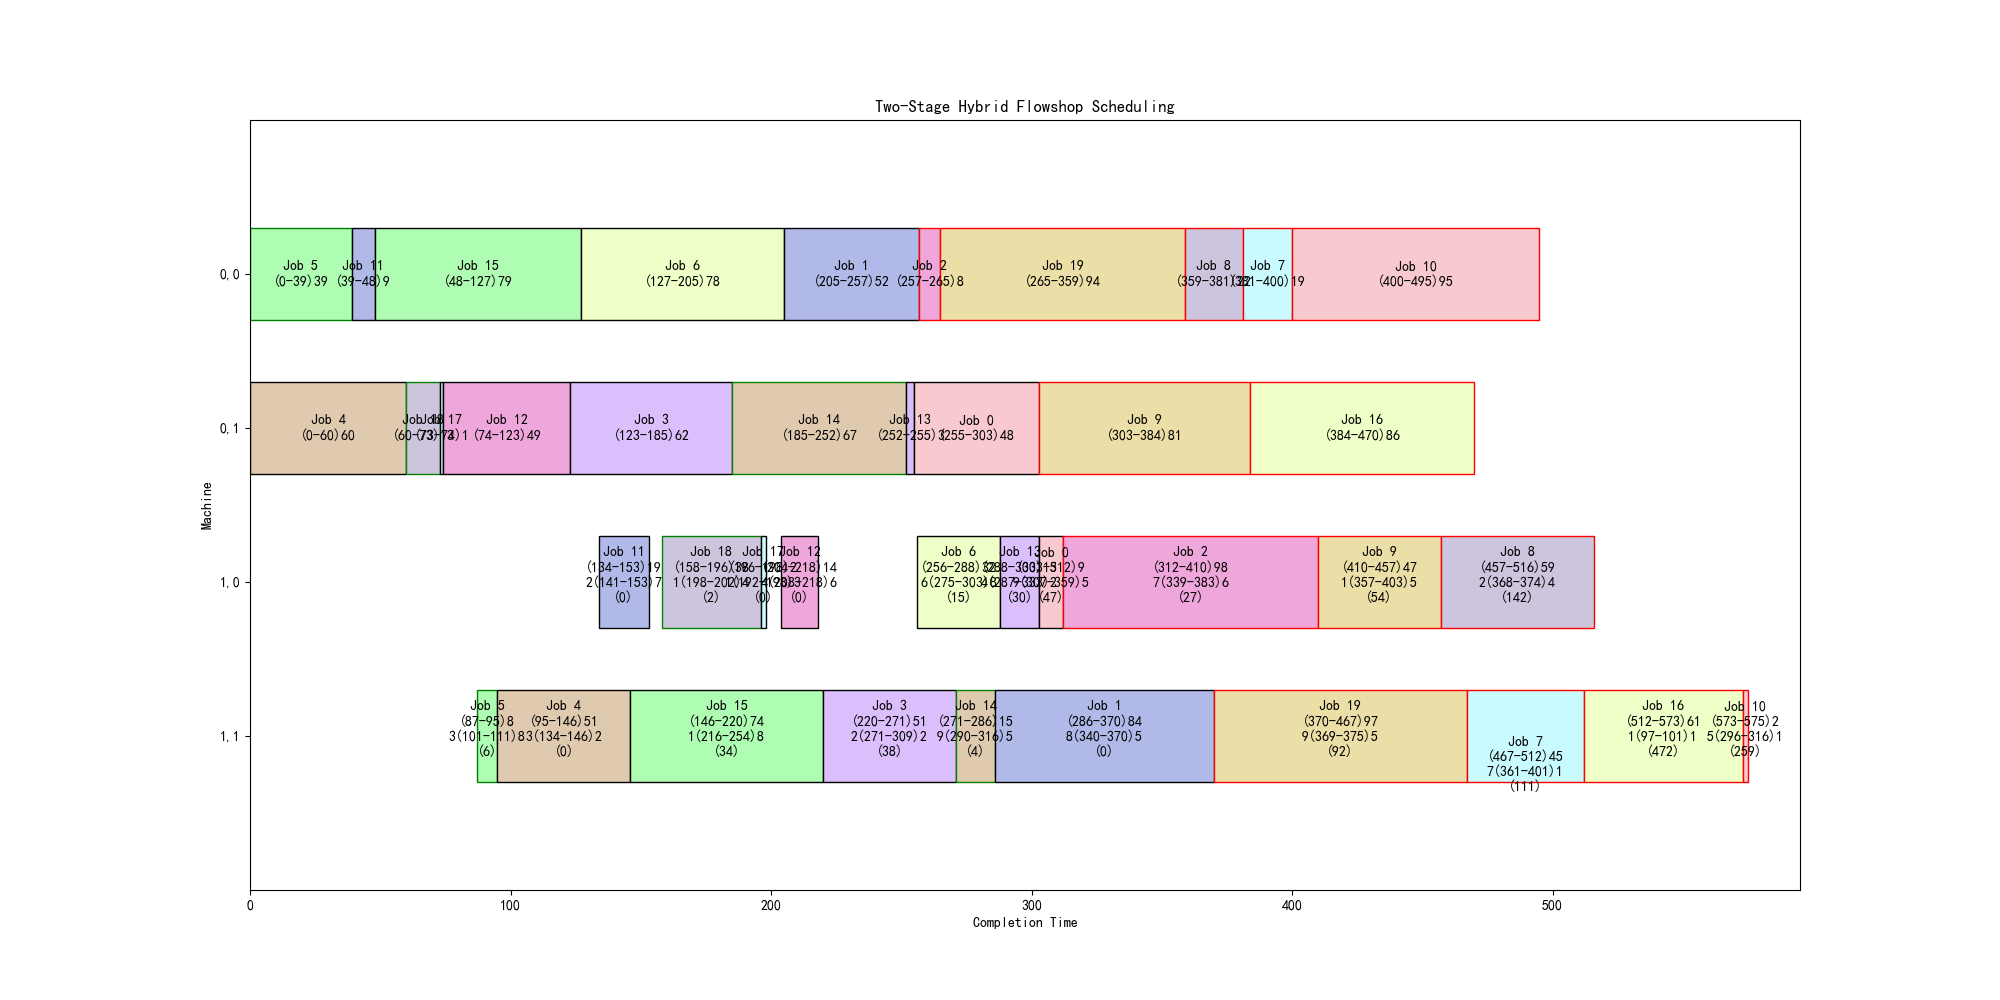 Two-Stage Hybrid Flowshop Scheduling
Machine
0,0
Job 5
(0-39)39
Job 11
(39-48)9
Job 15
(48-127)79
Job 6
(127-205)78
Job 1
(205-257)52
Job 2
(257-265)8
Job 19
(265-359)94
Job 8
(359-381)22
Job 7
(381-400)19
Job 10
(400-495)95
0,1
Job 4
(0-60)60
Job 18
(60-73)13
Job 17
(73-74)1
Job 12
(74-123)49
Job 3
(123-185)62
Job 14
(185-252)67
Job 13
(252-255)3
Job 0
(255-303)48
Job 9
(303-384)81
Job 16
(384-470)86
1,0
Job 11
(134-153)19
2(141-153)7
(0)
Job 18
(158-196)38
1(198-202)4
(2)
Job 17
(196-198)2
(0)
Job 12
(204-218)14
(0)
Job 6
(256-288)32
6(275-303)6
(15)
Job 13
(288-303)15
(30)
Job 0
(303-312)9
(47)
Job 2
(312-410)98
7(339-383)6
(27)
Job 9
(410-457)47
1(357-403)5
(54)
Job 8
(457-516)59
2(368-374)4
(142)
1,1
Job 5
(87-95)8
3(101-111)8
(6)
Job 4
(95-146)51
3(134-146)2
(0)
Job 15
(146-220)74
1(216-254)8
(34)
Job 3
(220-271)51
2(271-309)2
(38)
Job 14
(271-286)15
9(290-316)5
(4)
Job 1
(286-370)84
8(340-370)5
(0)
Job 19
(370-467)97
9(369-375)5
(92)
Job 7
(467-512)45
7(361-401)1
(111)
Job 16
(512-573)61
1(97-101)1
(472)
Job 10
(573-575)2
5(296-316)1
(259)
0
100
200
300
400
500
Completion Time